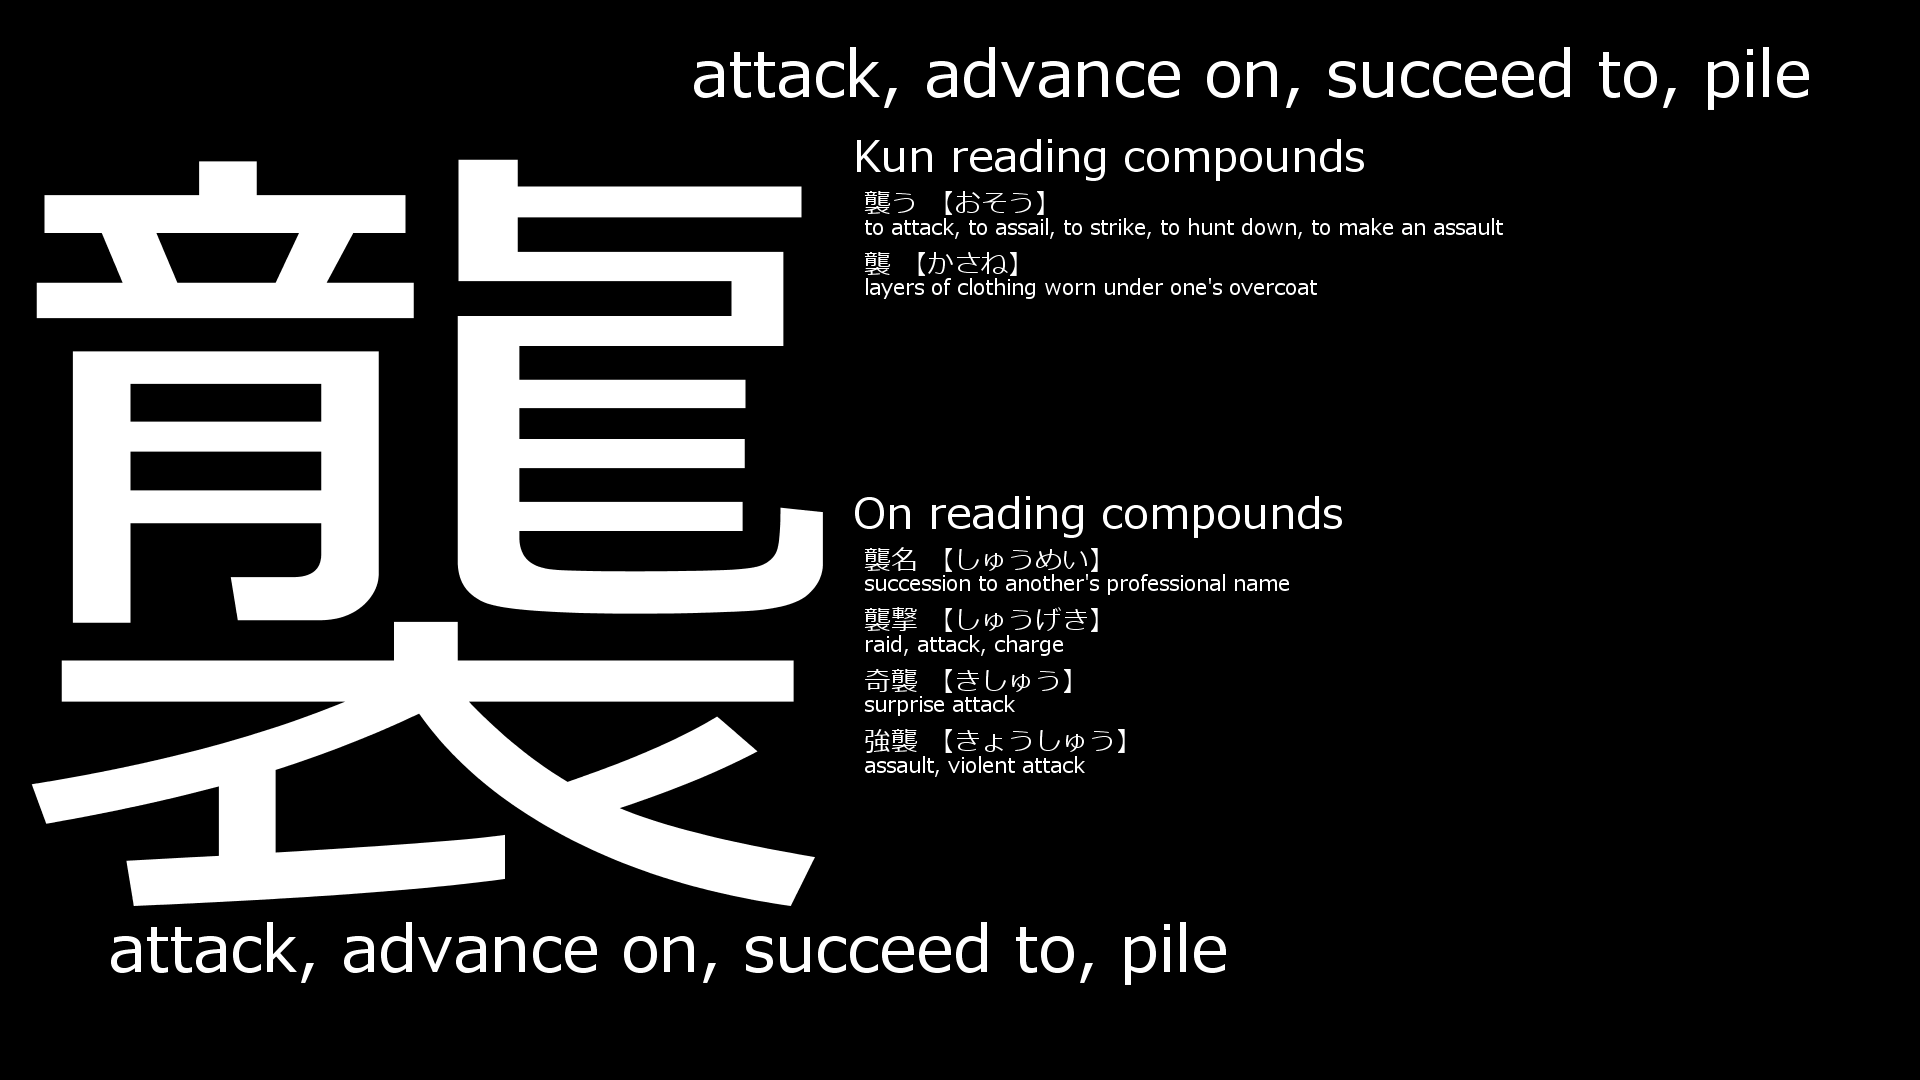 attack, advance on, succeed to, pile
襲
Kun reading compounds
襲う 【おそう】
to attack, to assail, to strike, to hunt down, to make an assault
襲 【かさね】
layers of clothing worn under one's overcoat
On reading compounds
襲名 【しゅうめい】
succession to another's professional name
襲撃 【しゅうげき】
raid, attack, charge
奇襲 【きしゅう】
surprise attack
強襲 【きょうしゅう】
assault, violent attack
attack, advance on, succeed to, pile